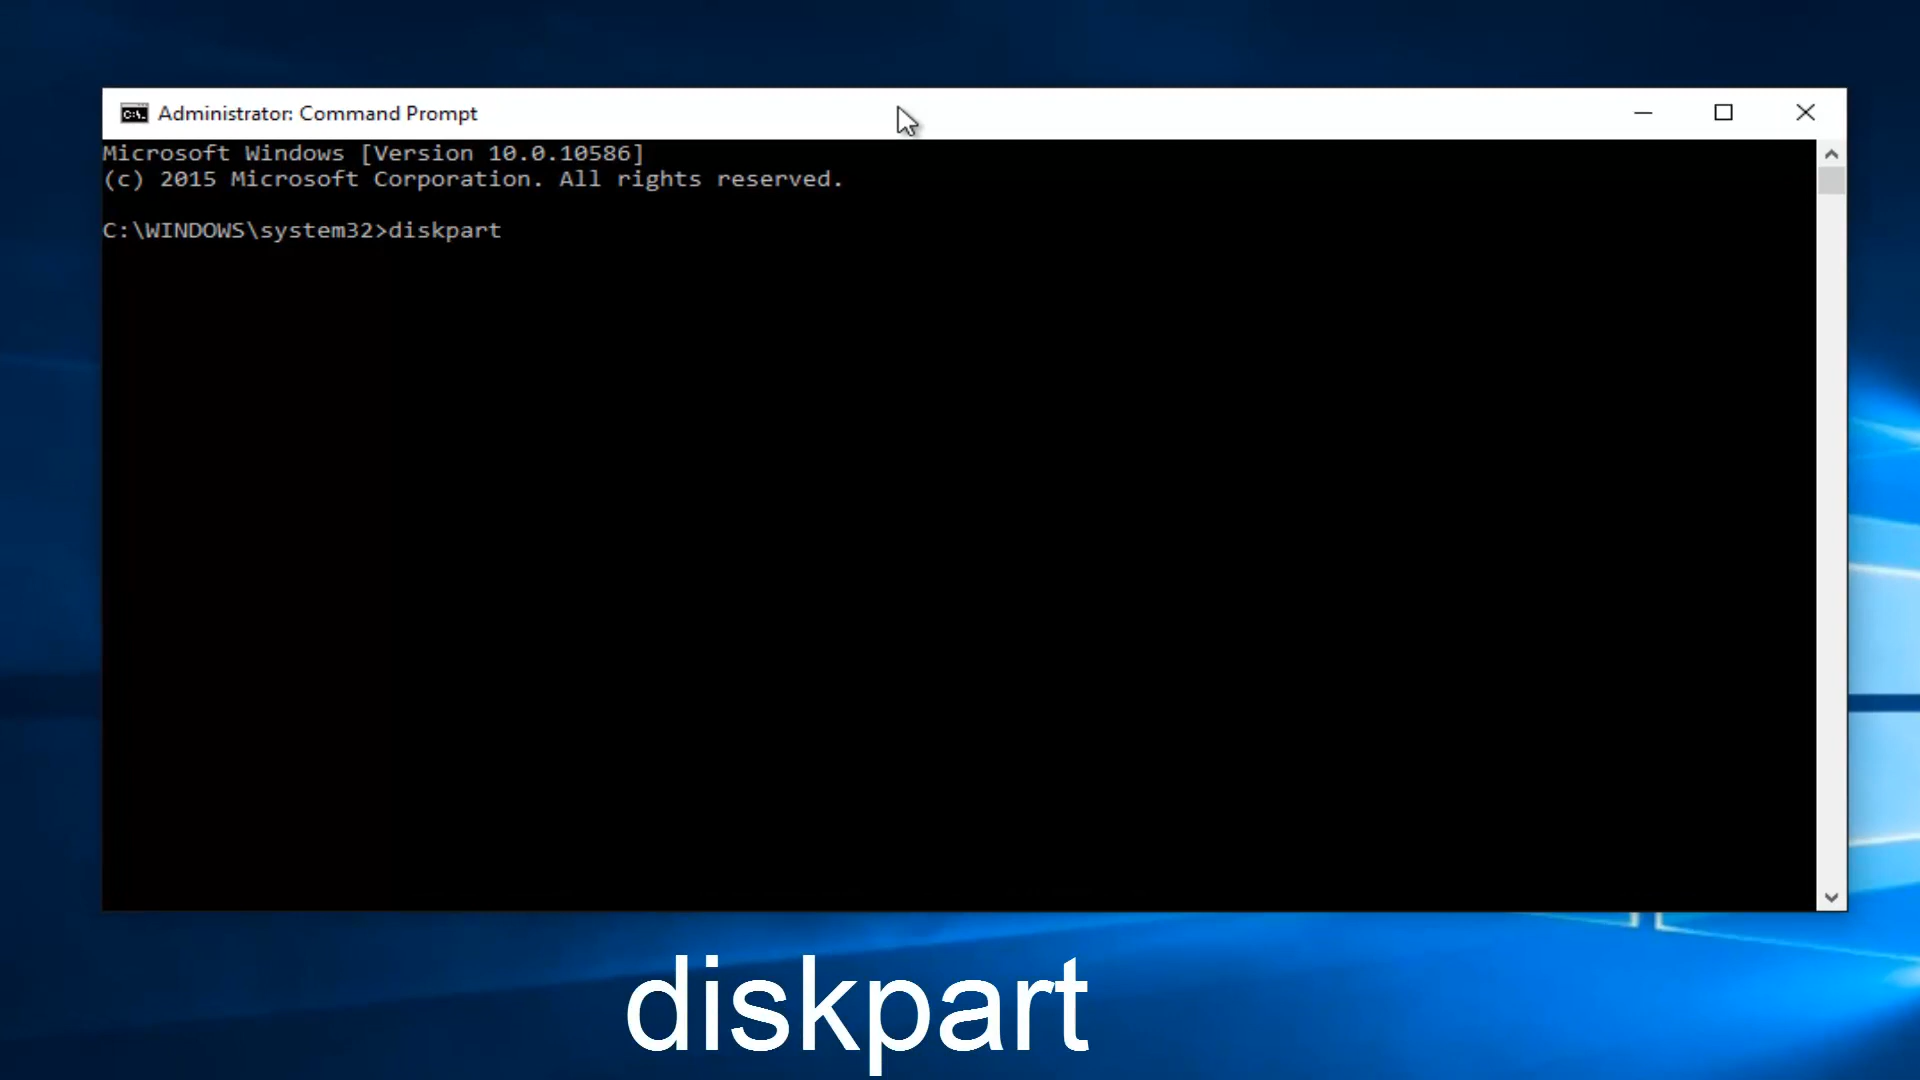 Administrator: Command Prompt
Microsoft Windows [Version 10.0.10586]
(c) 2015 Microsoft Corporation. All rights reserved.
C:\WINDOWS\system32>diskpart
diskpart